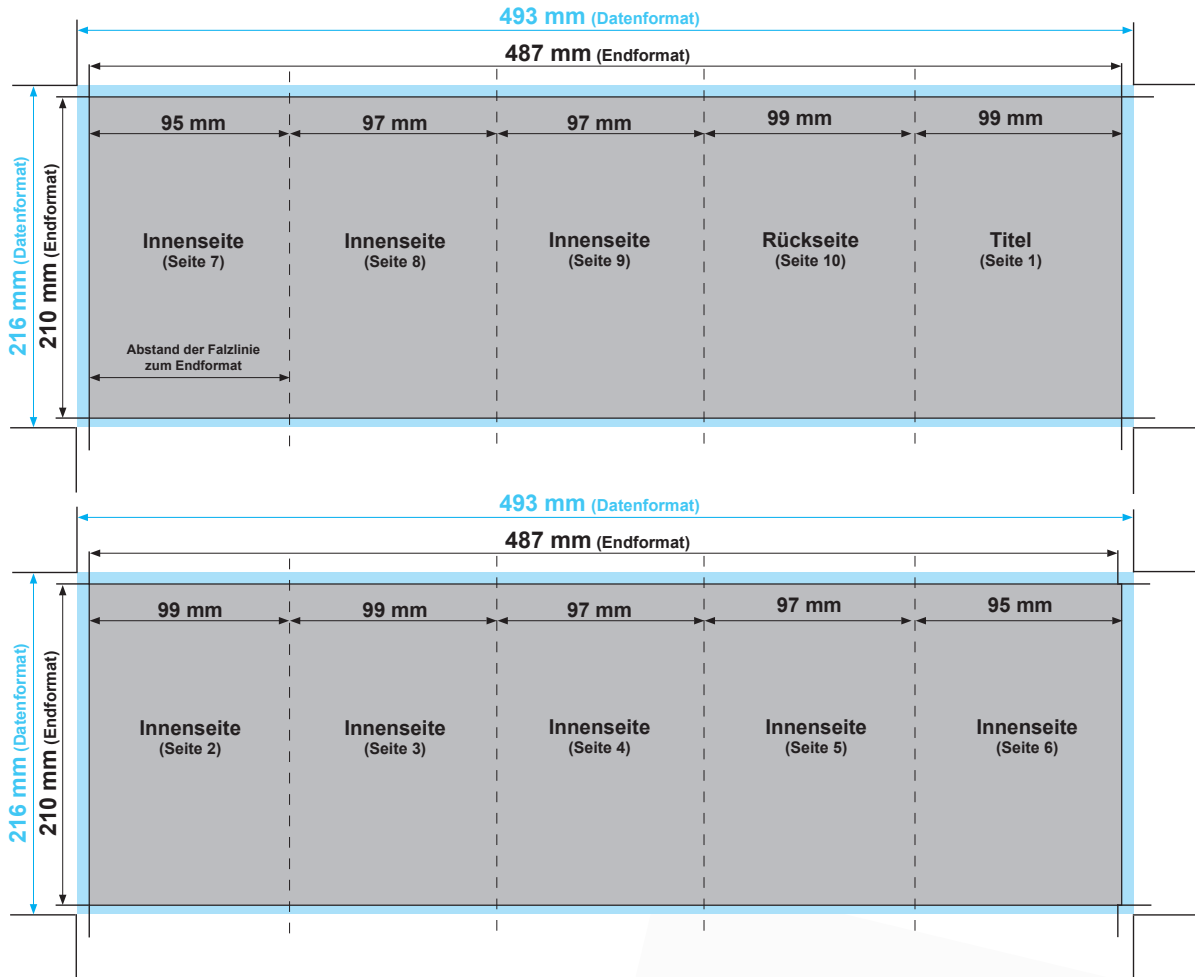 493 mm (Datenformat)
487 mm (Endformat)
95 mm 97 mm 97 mm 99 mm 99 mm
216 mm (Datenformat)
210 mm (Endformat)
Innenseite Innenseite Innenseite Rückseite Titel
(Seite 7) (Seite 8) (Seite 9) (Seite 10) (Seite 1)
Abstand der Falzlinie
zum Endformat
493 mm (Datenformat)
487 mm (Endformat)
99 mm 99 mm 97 mm 97 mm 95 mm
216 mm (Datenformat)
210 mm (Endformat)
Innenseite Innenseite Innenseite Innenseite Innenseite
(Seite 2) (Seite 3) (Seite 4) (Seite 5) (Seite 6)